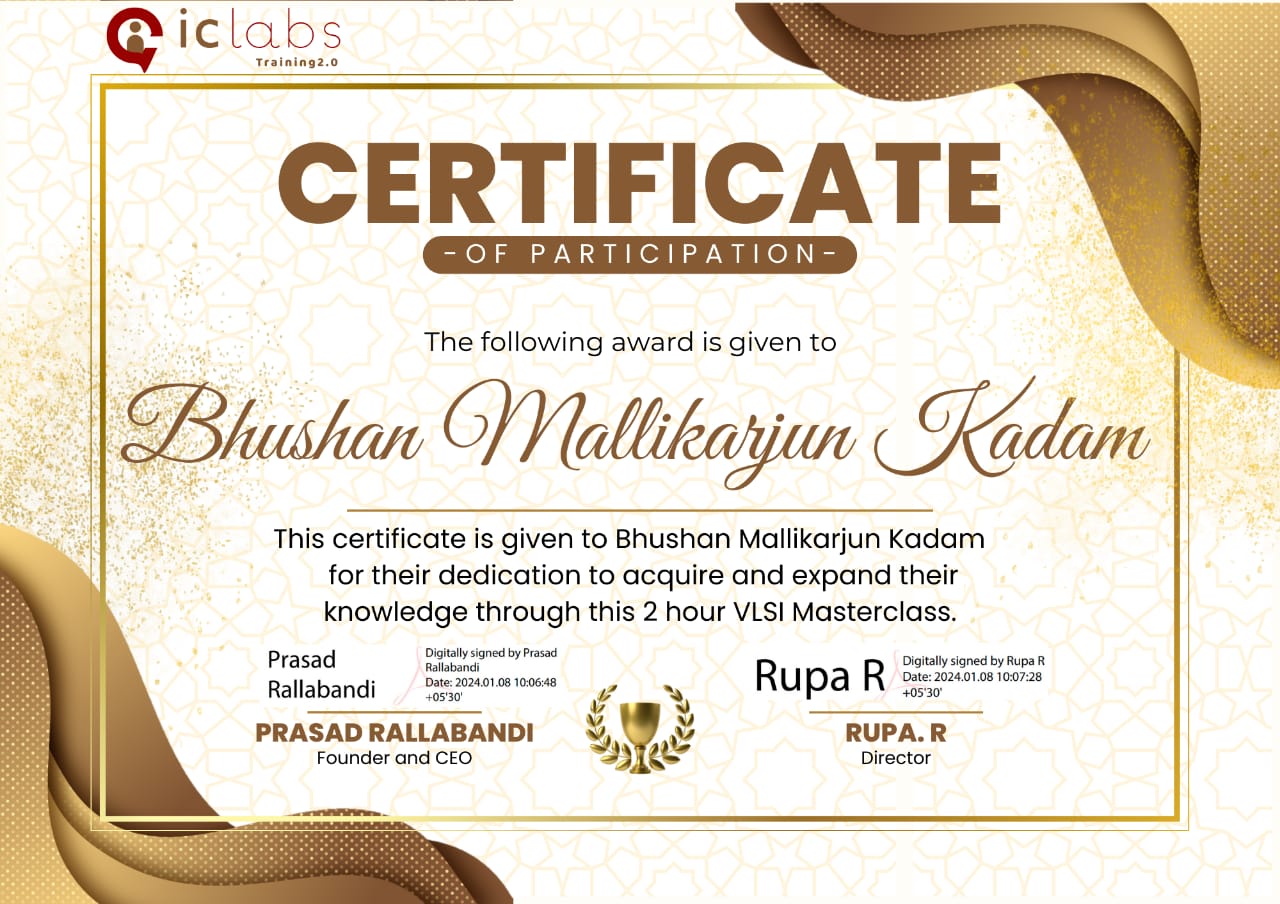 iclabs
Training2.0
CERTIFICATE
-OF PARTICIPATION-
The following award is given to
Bhushan Mallikarjun Kadam
This certificate is given to Bhushan Mallikarjun Kadam
for their dedication to acquire and expand their
knowledge through this 2 hour VLSI Masterclass.
Prasad
Rallabandi
Digitally signed by Prasad
Rallabandi
Date: 2024.01.08 10:06:48
+05'30'
PRASAD RALLABANDI
Founder and CEO
Rupa R
Digitally signed by Rupa R
Date: 2024.01.08 10:07:28
+05'30'
RUPA. R
Director